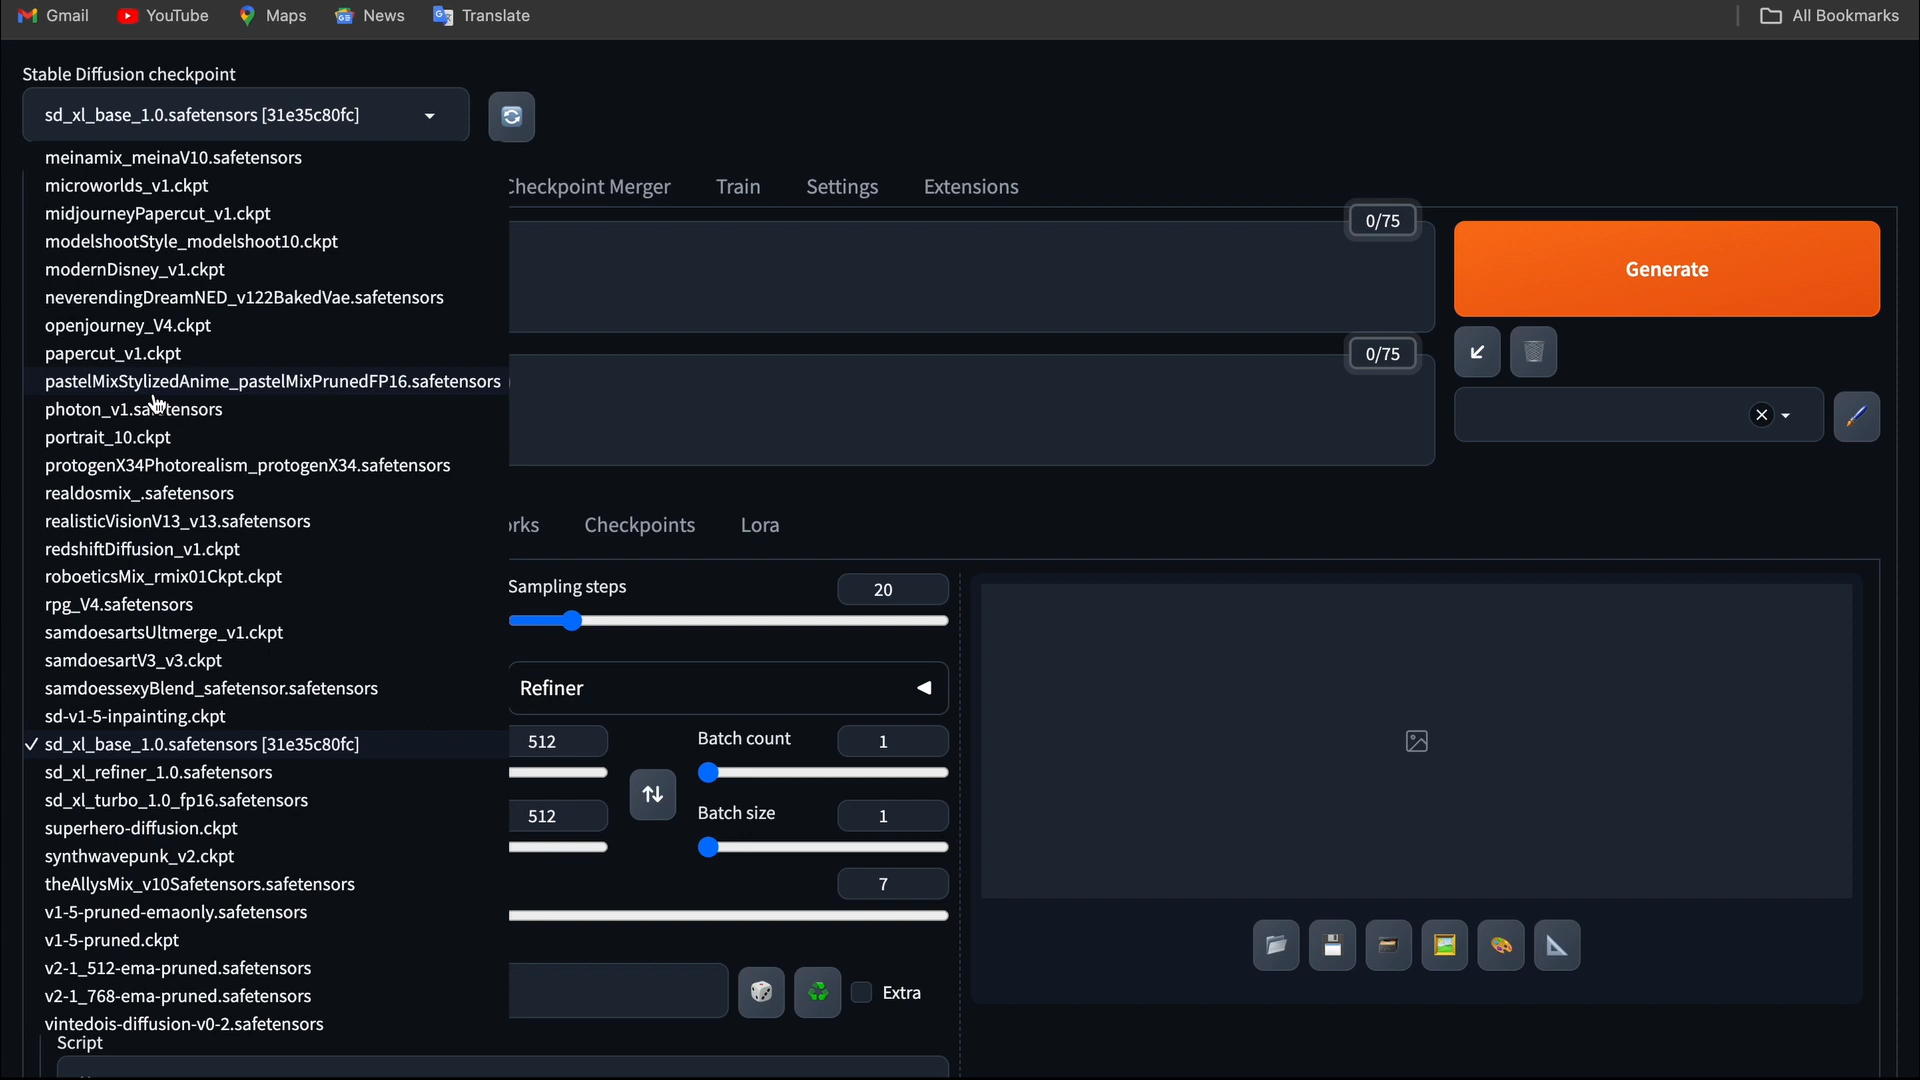 Gmail YouTube Maps News Translate All Bookmarks
Stable Diffusion checkpoint
sd_xl_base_1.0.safetensors [31e35c80fc]
meinamix_meinaV10.safetensors
microworlds_v1.ckpt
midjourneyPapercut_v1.ckpt
modelshootStyle_modelshoot10.ckpt
modernDisney_v1.ckpt
neverendingDreamNED_v122BakedVae.safetensors
openjourney_V4.ckpt
papercut_v1.ckpt
pastelMixStylizedAnime_pastelMixPrunedFP16.safetensors
photon_v1.safetensors
portrait_10.ckpt
protogenX34Photorealism_protogenX34.safetensors
realdosmix_.safetensors
realisticVisionV13_v13.safetensors
redshiftDiffusion_v1.ckpt
roboeticsMix_rmix01Ckpt.ckpt
rpg_V4.safetensors
samdoesartsUltmerge_v1.ckpt
samdoesartV3_v3.ckpt
samdoessexyBlend_safetensor.safetensors
sd-v1-5-inpainting.ckpt
✓ sd_xl_base_1.0.safetensors [31e35c80fc]
sd_xl_refiner_1.0.safetensors
sd_xl_turbo_1.0_fp16.safetensors
superhero-diffusion.ckpt
synthwavepunk_v2.ckpt
theAllysMix_v10Safetensors.safetensors
v1-5-pruned-emaonly.safetensors
v1-5-pruned.ckpt
v2-1_512-ema-pruned.safetensors
v2-1_768-ema-pruned.safetensors
vintedois-diffusion-v0-2.safetensors
Script
Checkpoint Merger Train Settings Extensions
0/75
0/75
Generate
orks Checkpoints Lora
Sampling steps 20
Refiner
512 Batch count 1
512 Batch size 1
7
Extra